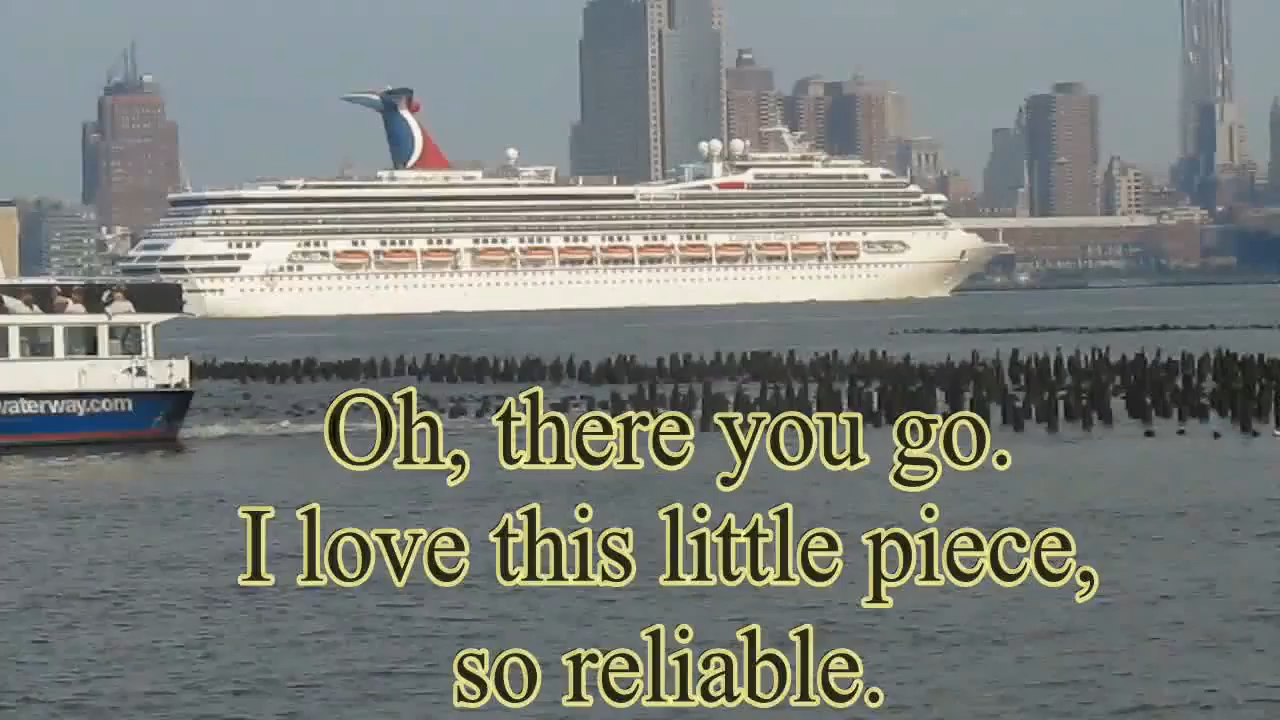 waterway.com
Oh, there you go.
I love this little piece,
so reliable.